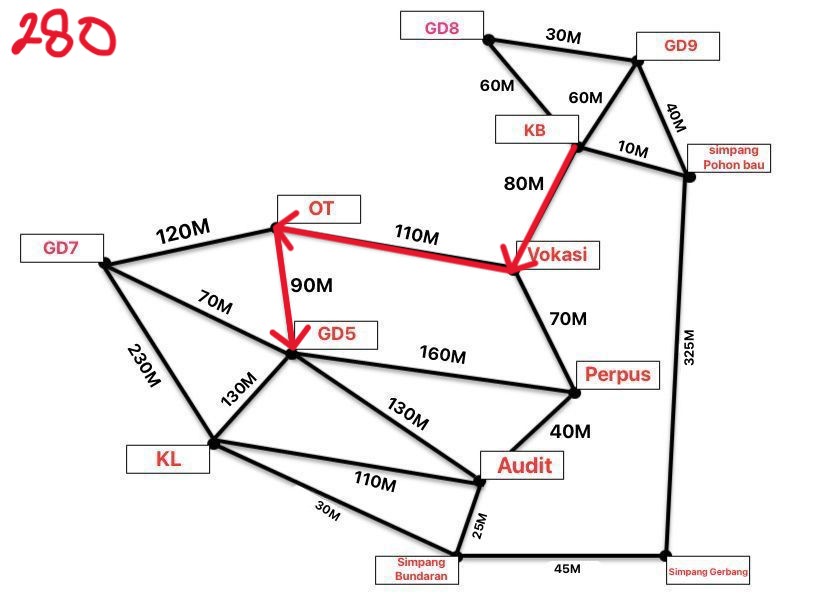 280
GD8
30M
GD9
60M
60M
40M
KB
10M
simpang
Pohon bau
80M
OT
120M
110M
GD7
Vokasi
90M
70M
GD5
70M
325M
230M
160M
130M
Perpus
130M
40M
KL
Audit
110M
30M
25M
Simpang
Bundaran
45M
Simpang Gerbang